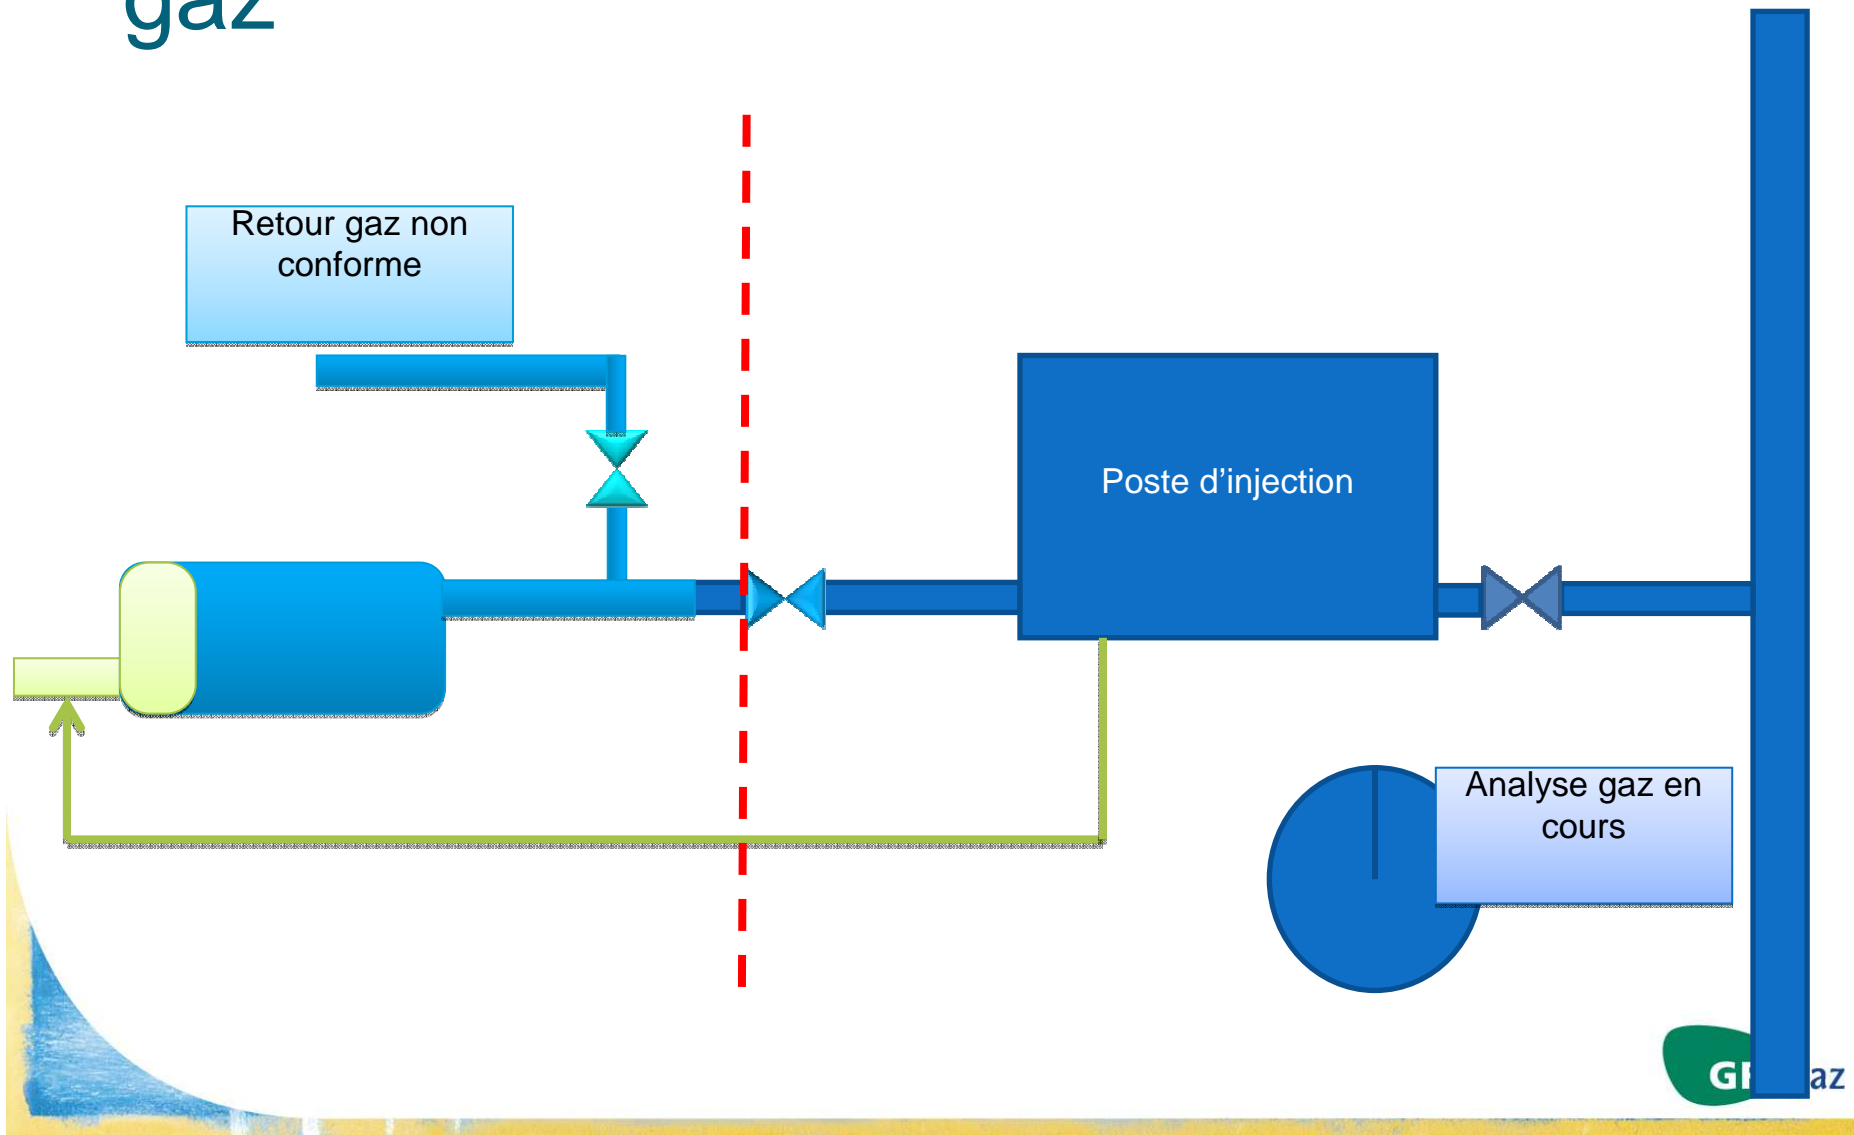 gaz
Retour gaz non
conforme
Poste d’injection
Analyse gaz en
cours
az